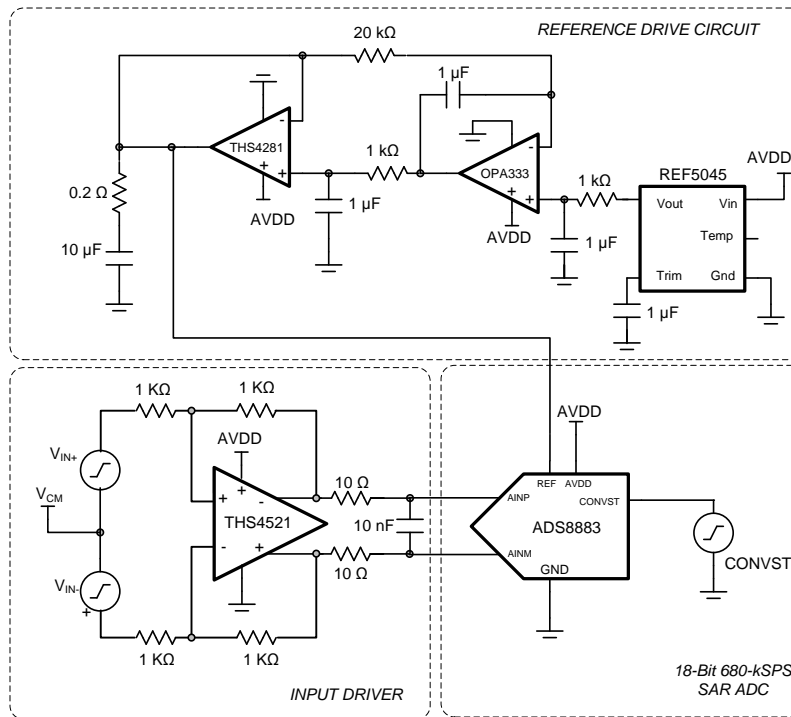 REFERENCE DRIVE CIRCUIT
20 kΩ
1 µF
-
THS4281
+
+
AVDD
1 kΩ
1 µF
-
OPA333
+
+
AVDD
1 kΩ
1 µF
REF5045
AVDD
Vout
Vin
Temp
Trim
Gnd
1 µF
0.2 Ω
10 µF
1 KΩ
1 KΩ
AVDD
VIN+
VCM
VIN-
+
+
+
-
-
+
THS4521
10 Ω
10 nF
10 Ω
1 KΩ
1 KΩ
INPUT DRIVER
AVDD
REF
AVDD
CONVST
AINP
ADS8883
AINM
GND
CONVST
18-Bit 680-kSPS
SAR ADC